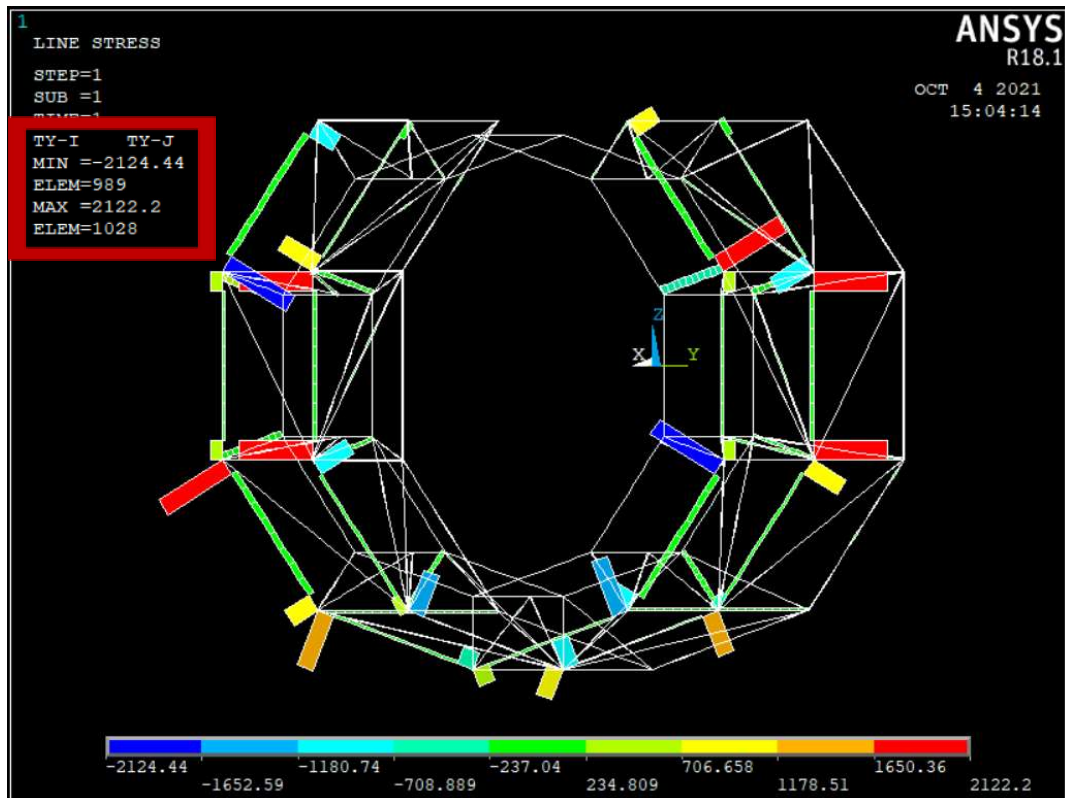 1
LINE STRESS
STEP=1
SUB =1
TIME=1
TY-I TY-J
MIN =-2124.44
ELEM=989
MAX =2122.2
ELEM=1028
ANSYS
R18.1
OCT 4 2021
15:04:14
Z
X Y
-2124.44 -1180.74 -237.04 706.658 1650.36
-1652.59 -708.889 234.809 1178.51 2122.2